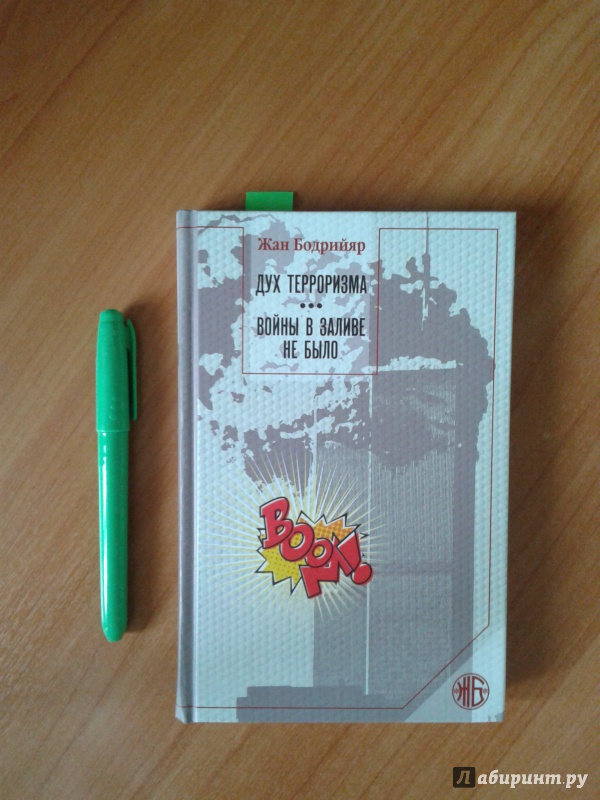 Жан Бодрийяр
ДУХ ТЕРРОРИЗМА
•••
ВОЙНЫ В ЗАЛИВЕ
НЕ БЫЛО
BOOM!
ЖБ
Лабиринт.ру